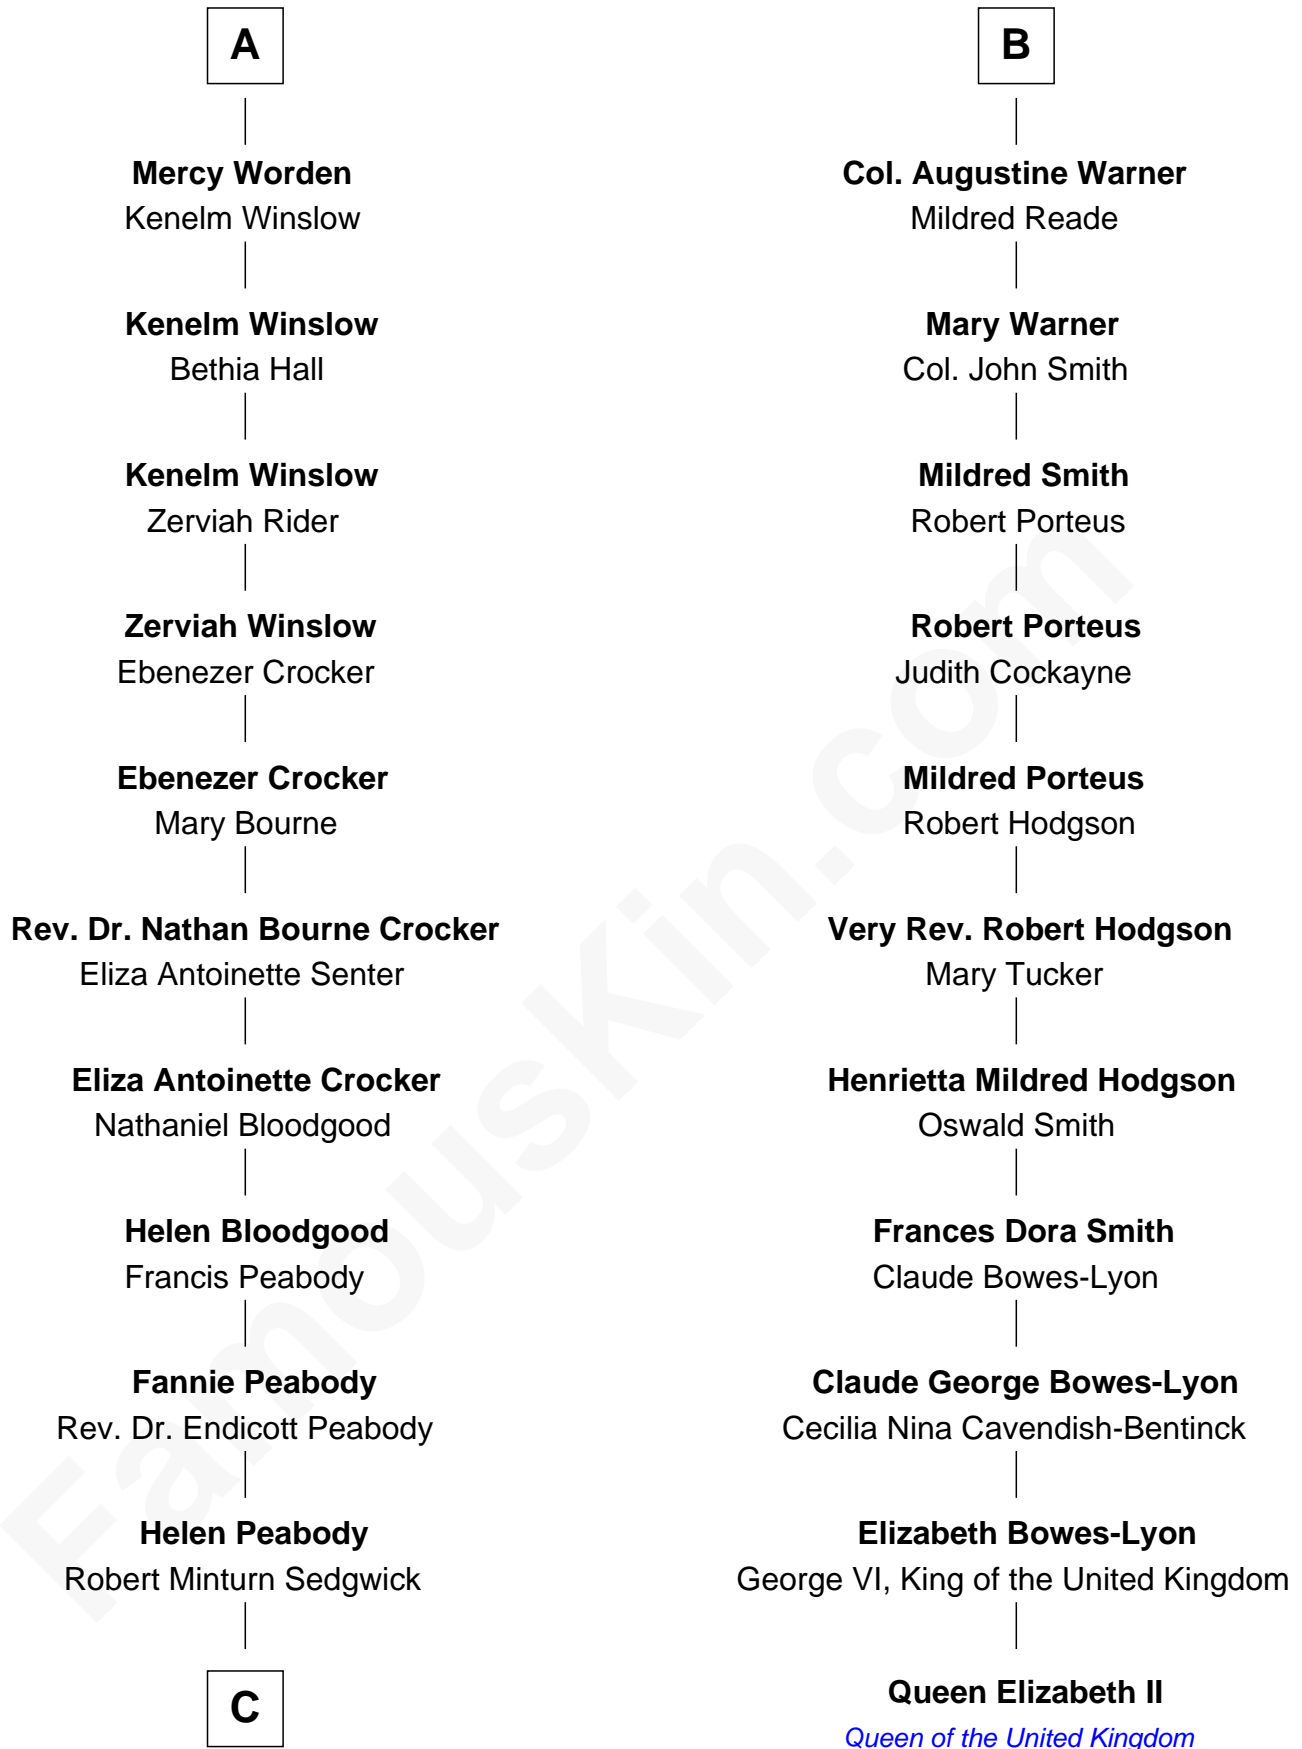 A
Mercy Worden
Kenelm Winslow
Kenelm Winslow
Bethia Hall
Kenelm Winslow
Zerviah Rider
Zerviah Winslow
Ebenezer Crocker
Ebenezer Crocker
Mary Bourne
Rev. Dr. Nathan Bourne Crocker
Eliza Antoinette Senter
Eliza Antoinette Crocker
Nathaniel Bloodgood
Helen Bloodgood
Francis Peabody
Fannie Peabody
Rev. Dr. Endicott Peabody
Helen Peabody
Robert Minturn Sedgwick
C
B
Col. Augustine Warner
Mildred Reade
Mary Warner
Col. John Smith
Mildred Smith
Robert Porteus
Robert Porteus
Judith Cockayne
Mildred Porteus
Robert Hodgson
Very Rev. Robert Hodgson
Mary Tucker
Henrietta Mildred Hodgson
Oswald Smith
Frances Dora Smith
Claude Bowes-Lyon
Claude George Bowes-Lyon
Cecilia Nina Cavendish-Bentinck
Elizabeth Bowes-Lyon
George VI, King of the United Kingdom
Queen Elizabeth II
Queen of the United Kingdom
FamousKin.com